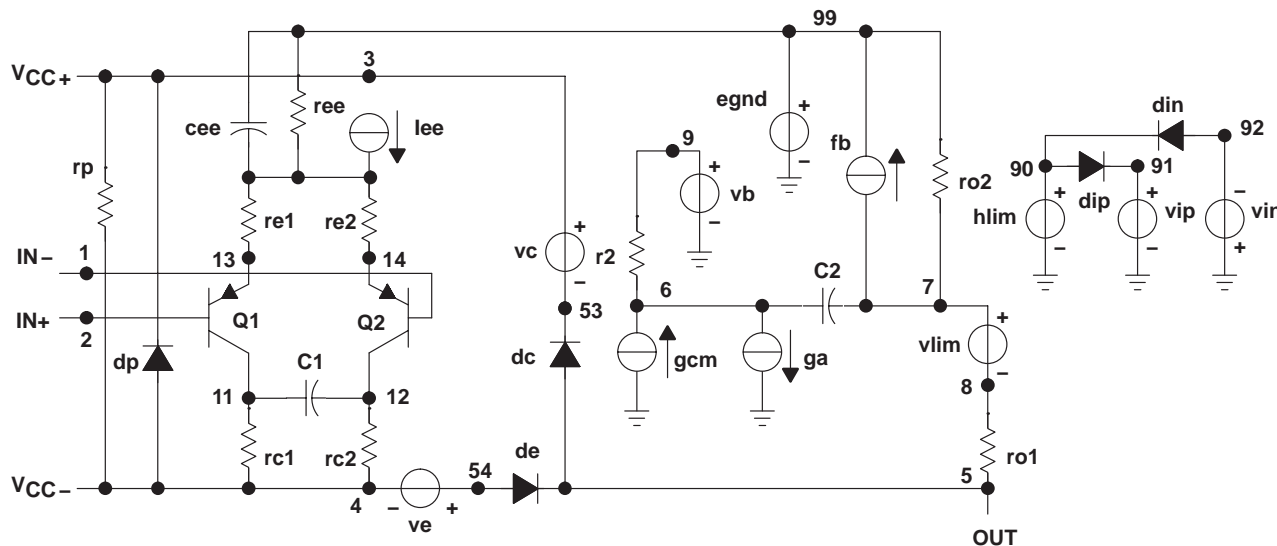 99
VCC+
3
cee
ree
Iee
egnd
fb
ro2
din
92
9
vb
90
91
dip
hlim
vip
vin
rp
re1
re2
vc
r2
IN−
1
13
14
53
6
C2
7
IN+
2
Q1
Q2
dp
C1
dc
gcm
ga
vlim
8
11
12
rc1
rc2
de
54
ro1
5
VCC−
4
ve
OUT